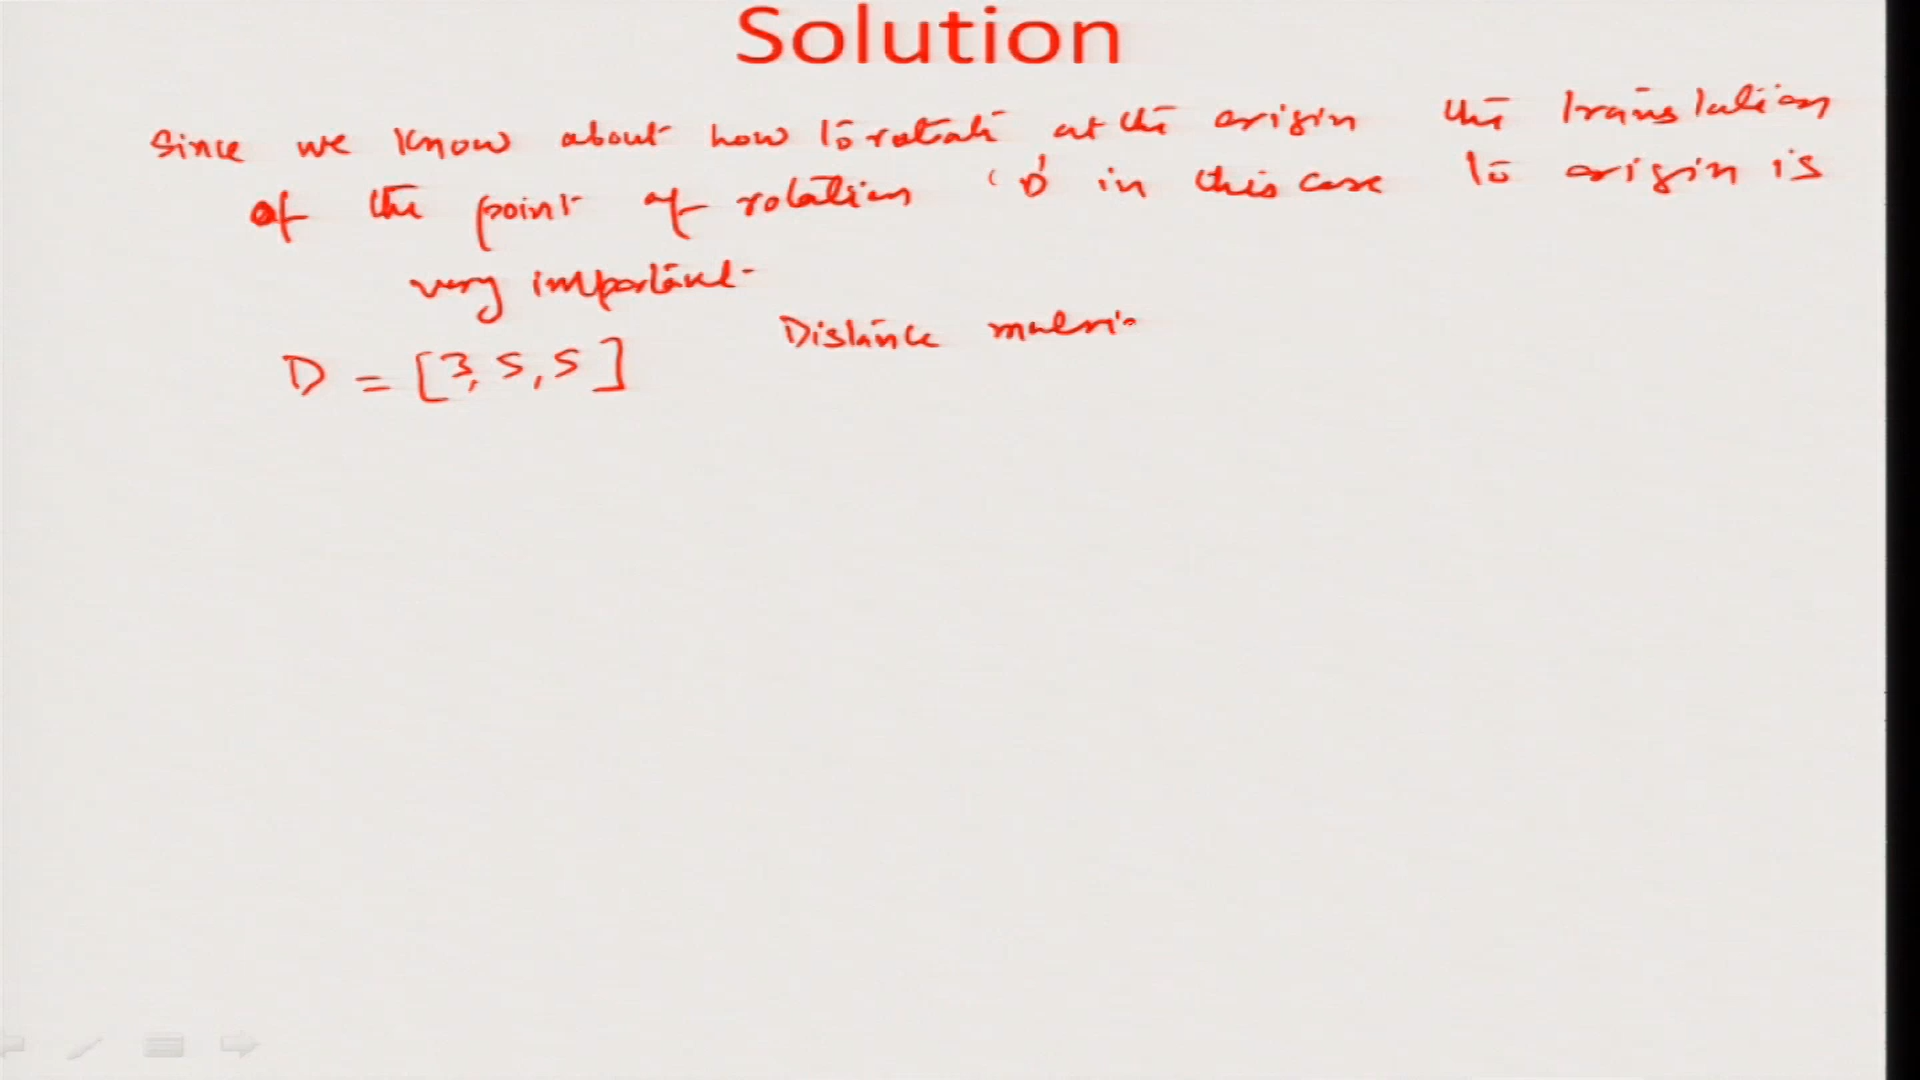 Solution
Since we know about how to rotate at the origin the translation
of the point of rotation 'D' in this case to origin is
very important
Distance matri
D = [3, 5, 5]